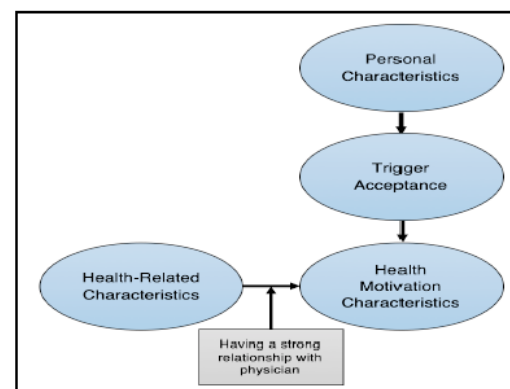 Personal
Characteristics
Trigger
Acceptance
Health-Related
Characteristics
Health
Motivation
Characteristics
Having a strong
relationship with
physician